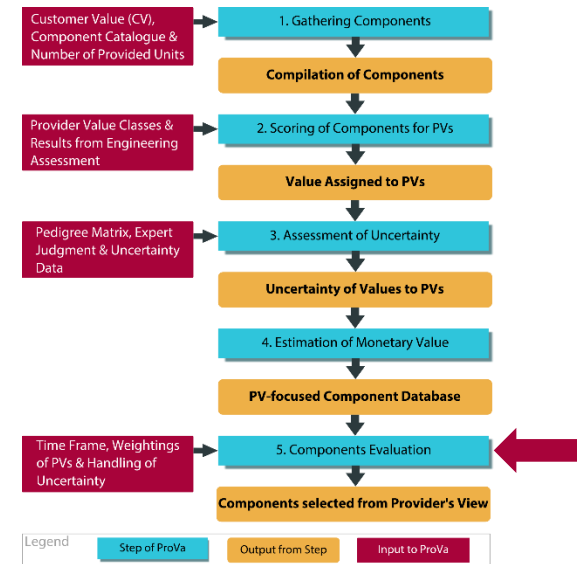 Customer Value (CV),
Component Catalogue &
Number of Provided Units
1. Gathering Components
Compilation of Components
Provider Value Classes &
Results from Engineering
Assessment
2. Scoring of Components for PVs
Value Assigned to PVs
Pedigree Matrix, Expert
Judgment & Uncertainty
Data
3. Assessment of Uncertainty
Uncertainty of Values to PVs
4. Estimation of Monetary Value
PV-focused Component Database
Time Frame, Weightings
of PVs & Handling of
Uncertainty
5. Components Evaluation
Components selected from Provider's View
Legend
Step of ProVa
Output from Step
Input to ProVa